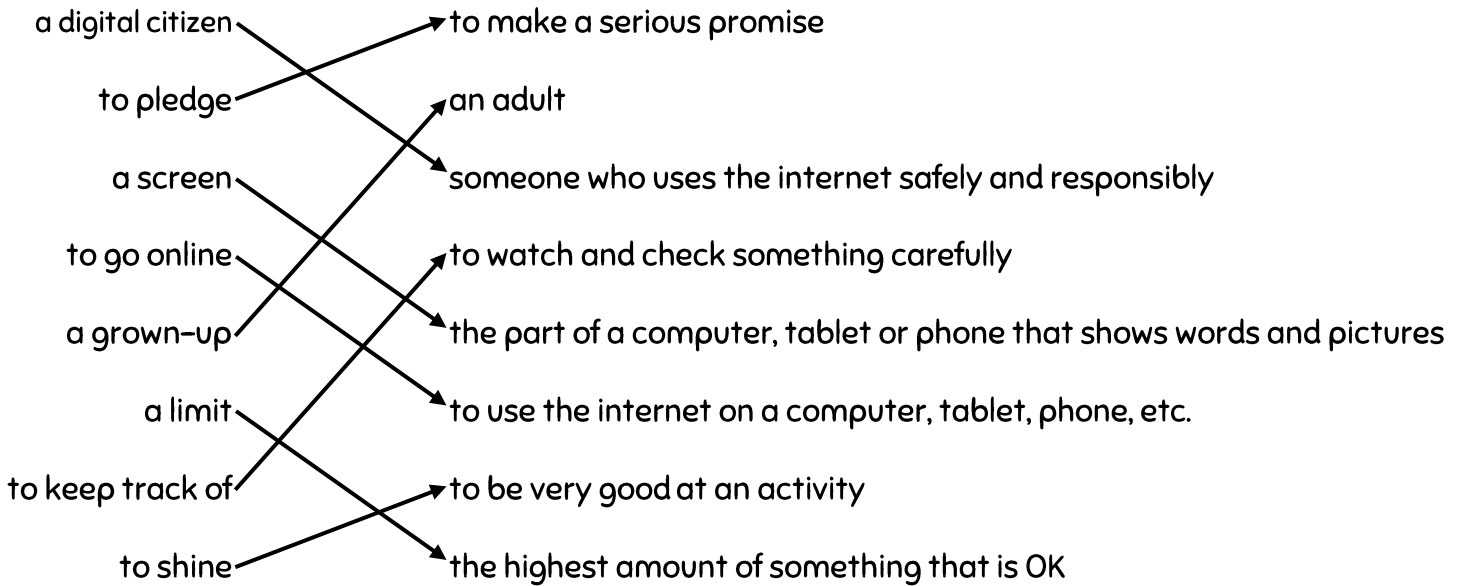 a digital citizen to make a serious promise
to pledge an adult
a screen someone who uses the internet safely and responsibly
to go online to watch and check something carefully
a grown-up the part of a computer, tablet or phone that shows words and pictures
a limit to use the internet on a computer, tablet, phone, etc.
to keep track of to be very good at an activity
to shine the highest amount of something that is OK